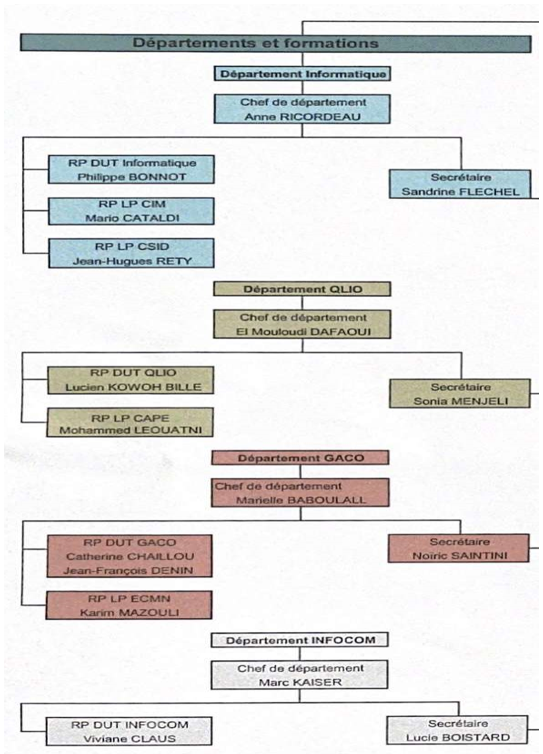 Départements et formations
Département Informatique
Chef de département
Anne RICORDEAU
RP DUT Informatique
Philippe BONNOT
Secrétaire
Sandrine FLECHEL
RP LP CIM
Mario CATALDI
RP LP CSID
Jean-Hugues RETY
Département QLIO
Chef de département
El Mouloudi DAFAOUI
RP DUT QLIO
Lucien KOWOH BILLE
Secrétaire
Sonia MENJELI
RP LP CAPE
Mohammed LEOUATNI
Département GACO
Chef de département
Marielle BABOULALL
RP DUT GACO
Catherine CHAILLOU
Jean-François DENIN
Secrétaire
Noïric SAINTINI
RP LP ECMN
Karim MAZOULI
Département INFOCOM
Chef de département
Marc KAISER
RP DUT INFOCOM
Viviane CLAUS
Secrétaire
Lucie BOISTARD